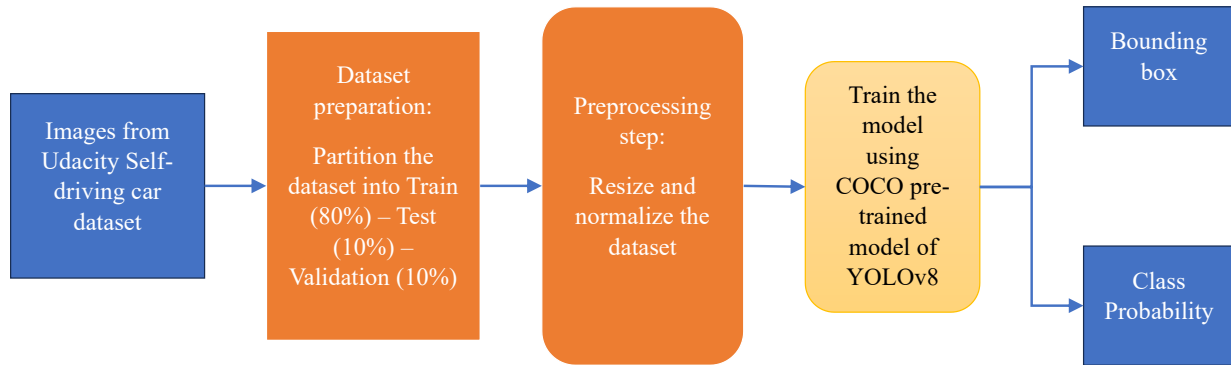 Images from
Udacity Self-
driving car
dataset
Dataset
preparation:
Partition the
dataset into Train
(80%) – Test
(10%) –
Validation (10%)
Preprocessing
step:
Resize and
normalize the
dataset
Train the
model
using
COCO pre-
trained
model of
YOLOv8
Bounding
box
Class
Probability